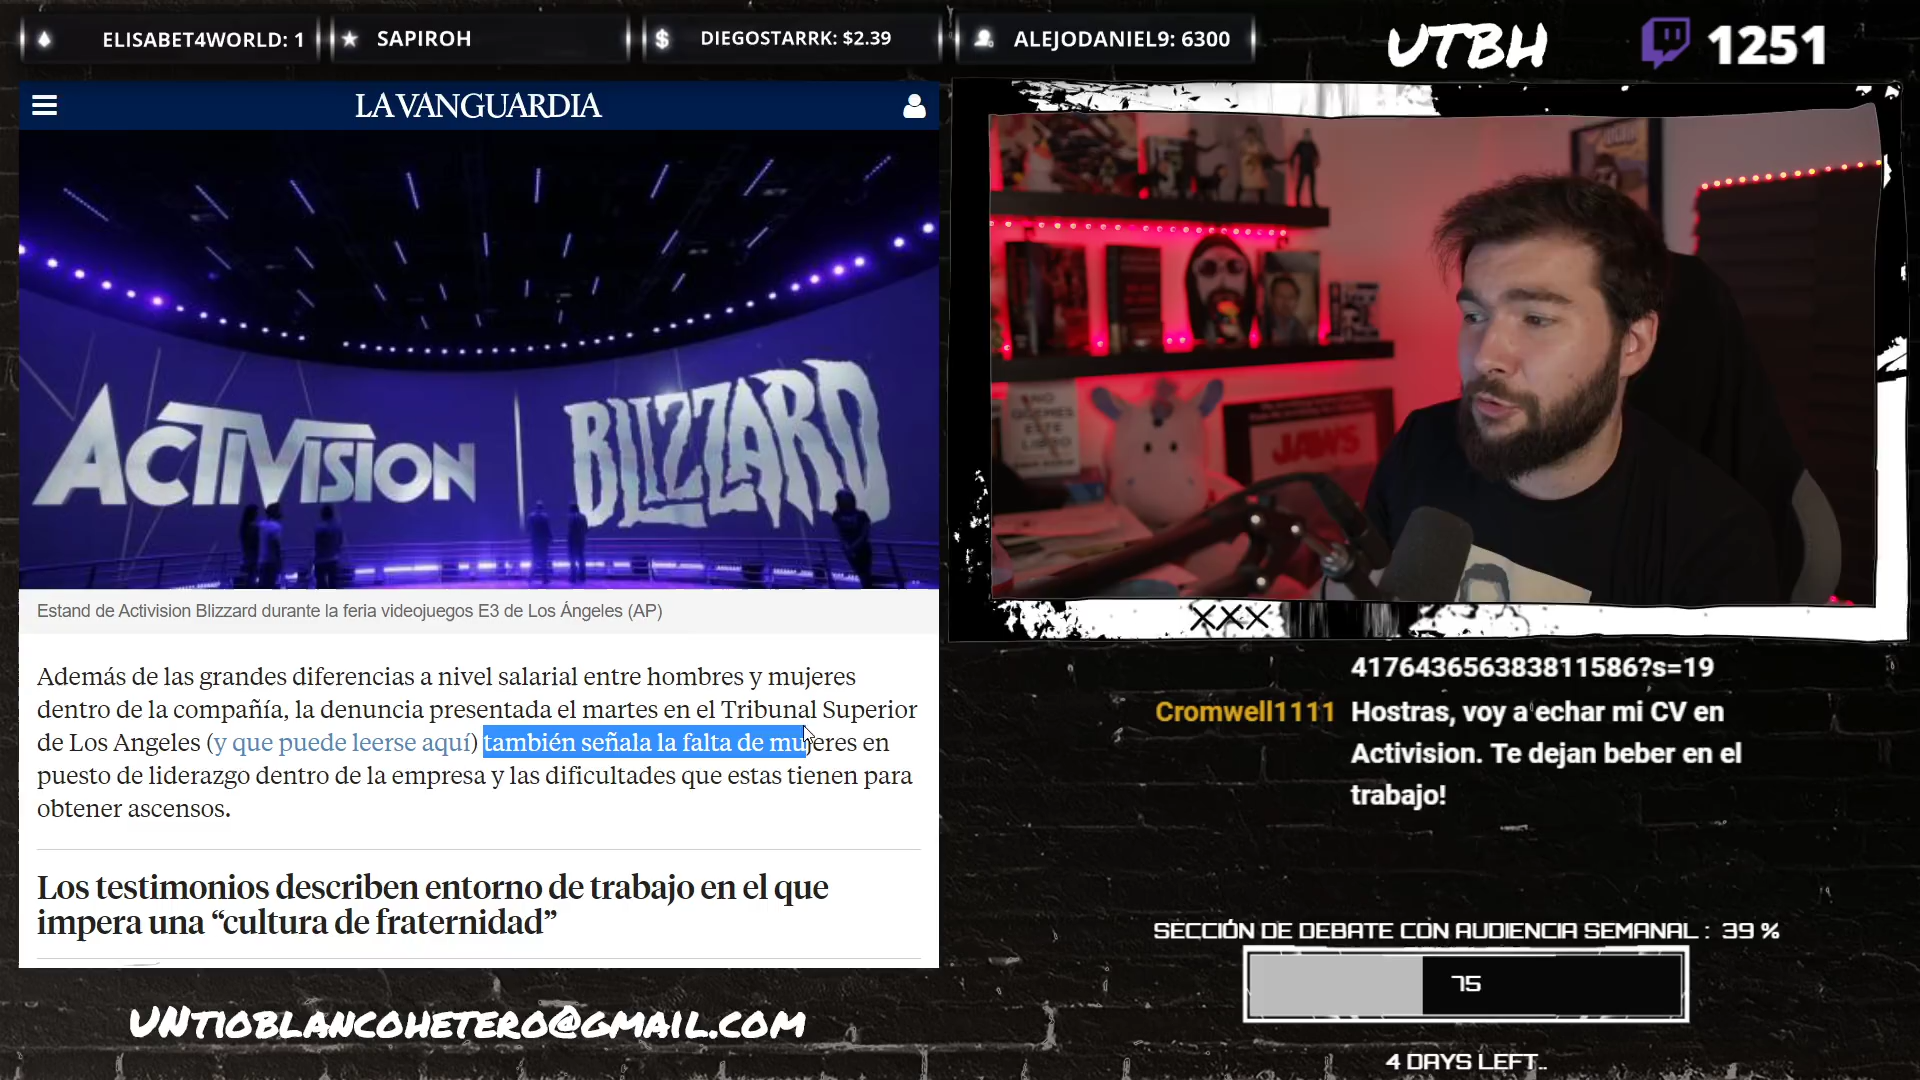 ELISABET4WORLD: 1
SAPIROH
DIEGOSTARRK: $2.39
ALEJODANIEL9: 6300
UTBH
1251
LA VANGUARDIA
ACTIVISION
BLIZZARD
Estand de Activision Blizzard durante la feria videojuegos E3 de Los Ángeles (AP)
Además de las grandes diferencias a nivel salarial entre hombres y mujeres
dentro de la compañía, la denuncia presentada el martes en el Tribunal Superior
de Los Angeles (y que puede leerse aquí) también señala la falta de mujeres en
puesto de liderazgo dentro de la empresa y las dificultades que estas tienen para
obtener ascensos.
Los testimonios describen entorno de trabajo en el que
impera una “cultura de fraternidad”
UNTIOBLANCOHETERO@GMAIL.COM
NO
QUEMES
ESTE
LIBRO
JAWS
XXX
417643656383811586?s=19
Cromwell1111 Hostras, voy a echar mi CV en
Activision. Te dejan beber en el
trabajo!
SECCIÓN DE DEBATE CON AUDIENCIA SEMANAL : 39 %
75
4 DAYS LEFT..